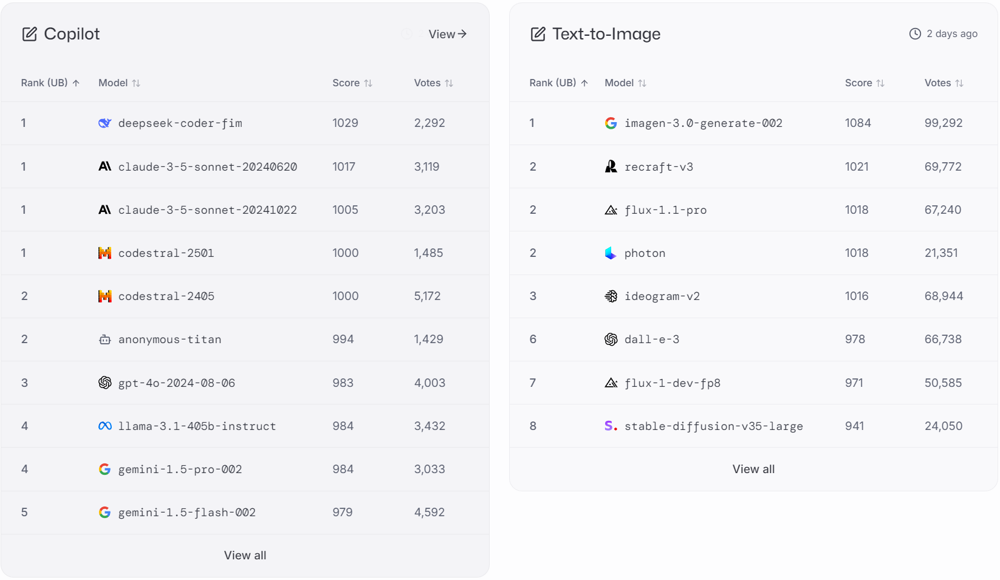 Copilot
View→
Rank (UB) ↑ Model ↑↓ Score ↑↓ Votes ↑↓
1 deepseek-coder-fim 1029 2,292
1 claude-3-5-sonnet-20240620 1017 3,119
1 claude-3-5-sonnet-20241022 1005 3,203
1 codestral-2501 1000 1,485
2 codestral-2405 1000 5,172
2 anonymous-titan 994 1,429
3 gpt-4o-2024-08-06 983 4,003
4 llama-3.1-405b-instruct 984 3,432
4 gemini-1.5-pro-002 984 3,033
5 gemini-1.5-flash-002 979 4,592
View all
Text-to-Image
2 days ago
Rank (UB) ↑ Model ↑↓ Score ↑↓ Votes ↑↓
1 imagen-3.0-generate-002 1084 99,292
2 recraft-v3 1021 69,772
2 flux-1.1-pro 1018 67,240
2 photon 1018 21,351
3 ideogram-v2 1016 68,944
6 dall-e-3 978 66,738
7 flux-1-dev-fp8 971 50,585
8 stable-diffusion-v35-large 941 24,050
View all